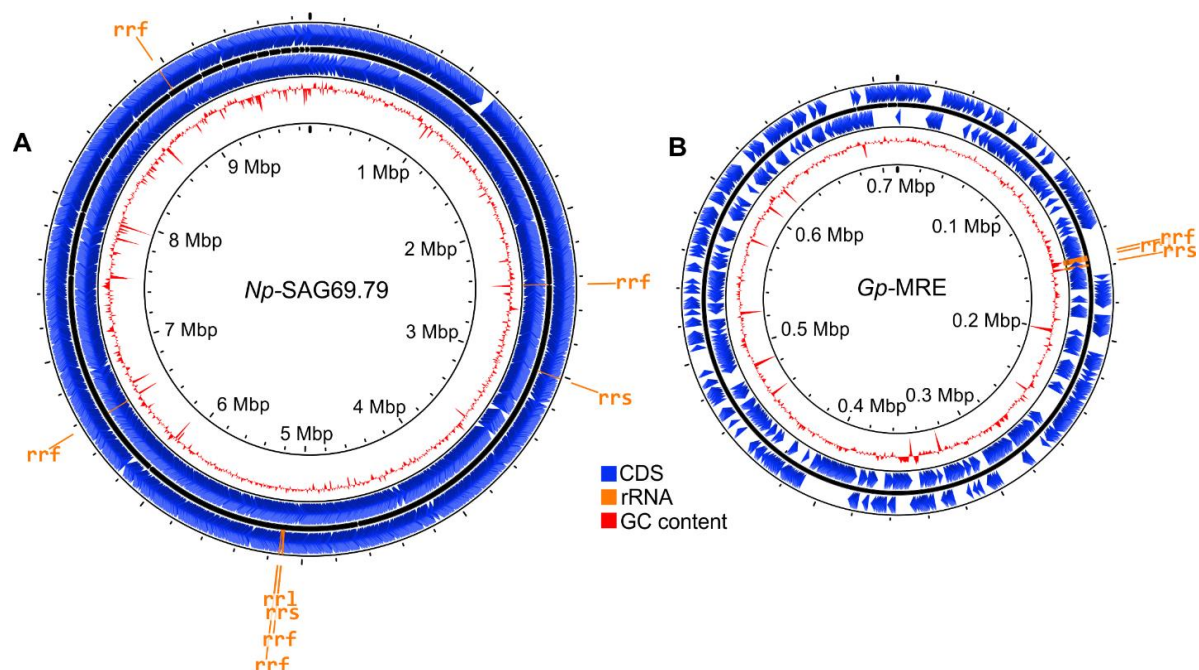 A
rrf
9 Mbp
1 Mbp
8 Mbp
2 Mbp
Np-SAG69.79
rrf
7 Mbp
3 Mbp
rrs
6 Mbp
4 Mbp
5 Mbp
rrf
rrl
rrs
rrf
rrf
CDS
rRNA
GC content
B
0.7 Mbp
0.6 Mbp
0.1 Mbp
rrf
rrs
Gp-MRE
0.5 Mbp
0.2 Mbp
0.4 Mbp
0.3 Mbp